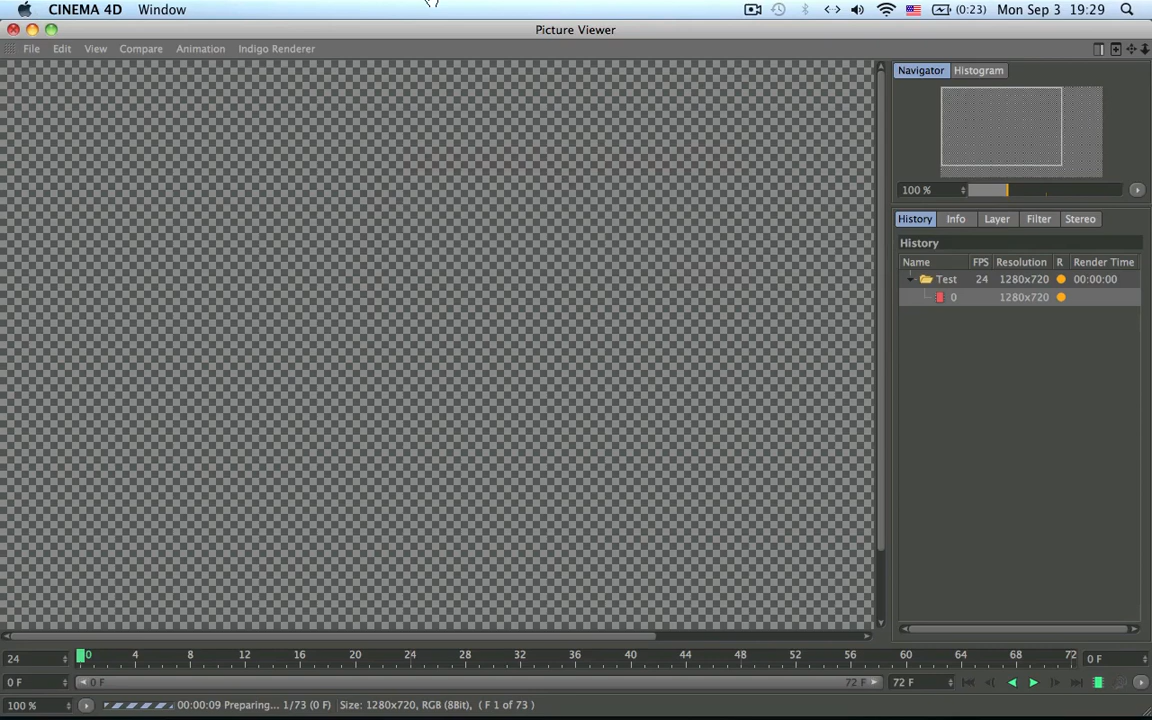 CINEMA 4D Window (0:23) Mon Sep 3 19:29
Picture Viewer
File Edit View Compare Animation Indigo Renderer
Navigator Histogram
100 %
History Info Layer Filter Stereo
History
Name FPS Resolution R Render Time
Test 24 1280x720 00:00:00
0 1280x720
24 0 4 8 12 16 20 24 28 32 36 40 44 48 52 56 60 64 68 72 0 F
0 F 0 F 72 F 72 F
100 % 00:00:09 Preparing... 1/73 (0 F) Size: 1280x720, RGB (8Bit), ( F 1 of 73 )